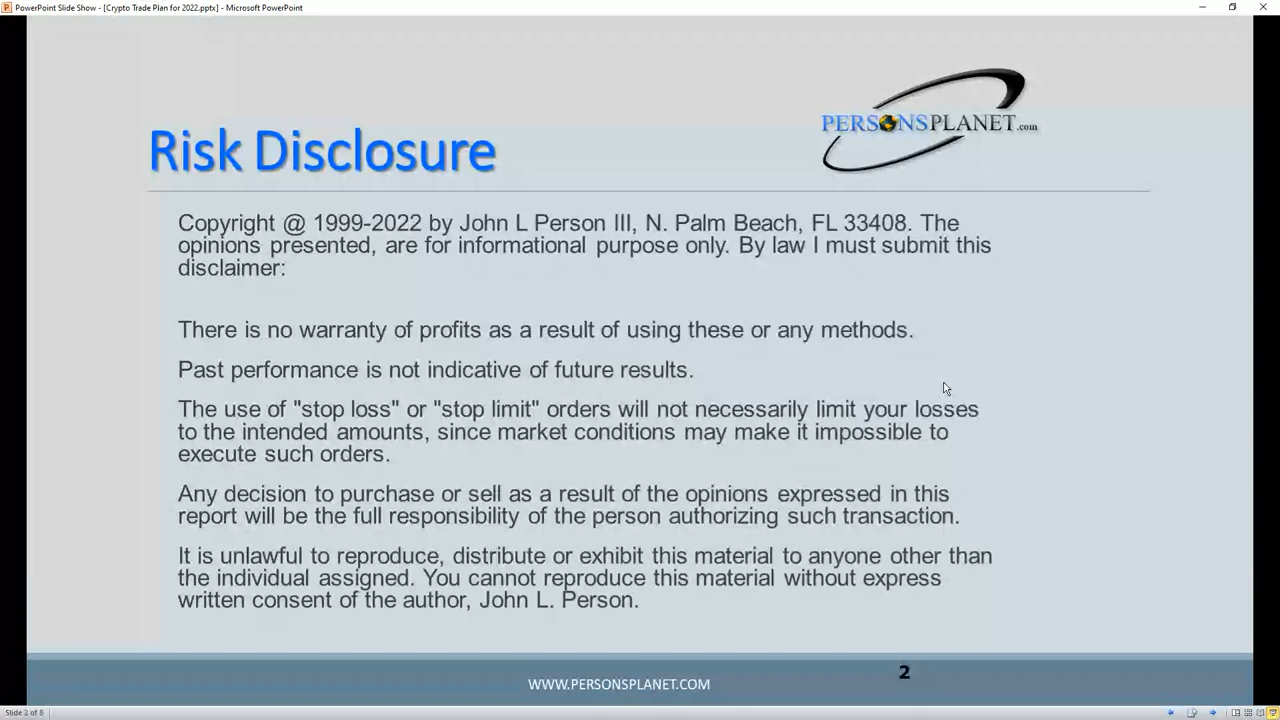 PowerPoint Slide Show - [Crypto Trade Plan for 2022.pptx] - Microsoft PowerPoint
PERSONSPLANET.com
Risk Disclosure
Copyright @ 1999-2022 by John L Person III, N. Palm Beach, FL 33408. The
opinions presented, are for informational purpose only. By law I must submit this
disclaimer:
There is no warranty of profits as a result of using these or any methods.
Past performance is not indicative of future results.
The use of "stop loss" or "stop limit" orders will not necessarily limit your losses
to the intended amounts, since market conditions may make it impossible to
execute such orders.
Any decision to purchase or sell as a result of the opinions expressed in this
report will be the full responsibility of the person authorizing such transaction.
It is unlawful to reproduce, distribute or exhibit this material to anyone other than
the individual assigned. You cannot reproduce this material without express
written consent of the author, John L. Person.
2
WWW.PERSONSPLANET.COM
Slide 2 of 8